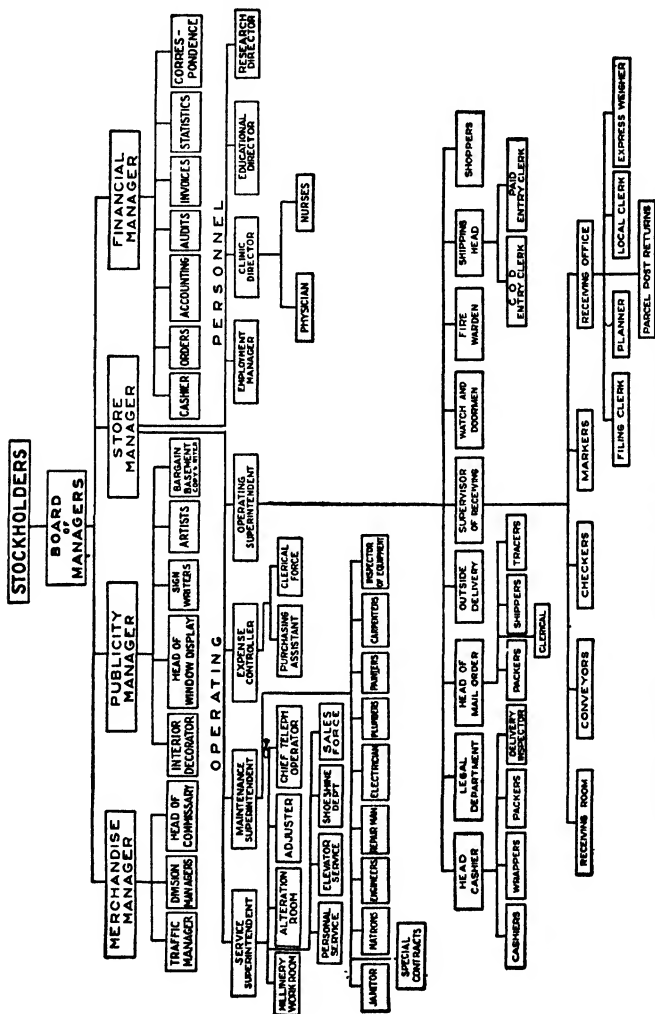 STOCKHOLDERS
BOARD
OF
MANAGERS
MERCHANDISE
MANAGER
PUBLICITY
MANAGER
STORE
MANAGER
FINANCIAL
MANAGER
TRAFFIC
MANAGER
DIVISION
MANAGERS
HEAD OF
COMMISSARY
INTERIOR
DECORATOR
HEAD OF
WINDOW DISPLAY
SIGN
WRITERS
ARTISTS
BARGAIN
BASEMENT
CASHIER
ORDERS
ACCOUNTING
AUDITS
INVOICES
STATISTICS
CORRES-
PONDENCE
OPERATING
PERSONNEL
SERVICE
SUPERINTENDENT
MAINTENANCE
SUPERINTENDENT
EXPENSE
CONTROLLER
OPERATING
SUPERINTENDENT
EMPLOYMENT
MANAGER
CLINIC
DIRECTOR
EDUCATIONAL
DIRECTOR
RESEARCH
DIRECTOR
MILLINERY
WORK ROOM
ALTERATION
ROOM
ADJUSTER
CHIEF TELEPH
OPERATOR
PURCHASING
ASSISTANT
CLERICAL
FORCE
PHYSICIAN
NURSES
PERSONAL
SERVICE
ELEVATOR
SERVICE
SHOESHINE
DEPT
SALES
FORCE
JANITOR
MATRONS
ENGINEERS
REPAIR MAN
ELECTRICIAN
PLUMBERS
PAINTERS
CARPENTERS
INSPECTOR
OF EQUIPMENT
SPECIAL
CONTRACTS
HEAD
CASHIER
LEGAL
DEPARTMENT
HEAD OF
MAIL ORDER
OUTSIDE
DELIVERY
SUPERVISOR
OF RECEIVING
WATCH AND
DOORMEN
FIRE
WARDEN
SHIPPING
HEAD
SHOPPERS
CASHIERS
WRAPPERS
PACKERS
DELIVERY
INSPECTOR
PACKERS
SHIPPERS
TRACERS
CLERICAL
C O D
ENTRY CLERK
PAID
ENTRY CLERK
RECEIVING ROOM
CONVEYORS
CHECKERS
MARKERS
RECEIVING OFFICE
FILING CLERK
PLANNER
LOCAL CLERK
EXPRESS WEIGHER
PARCEL POST RETURNS